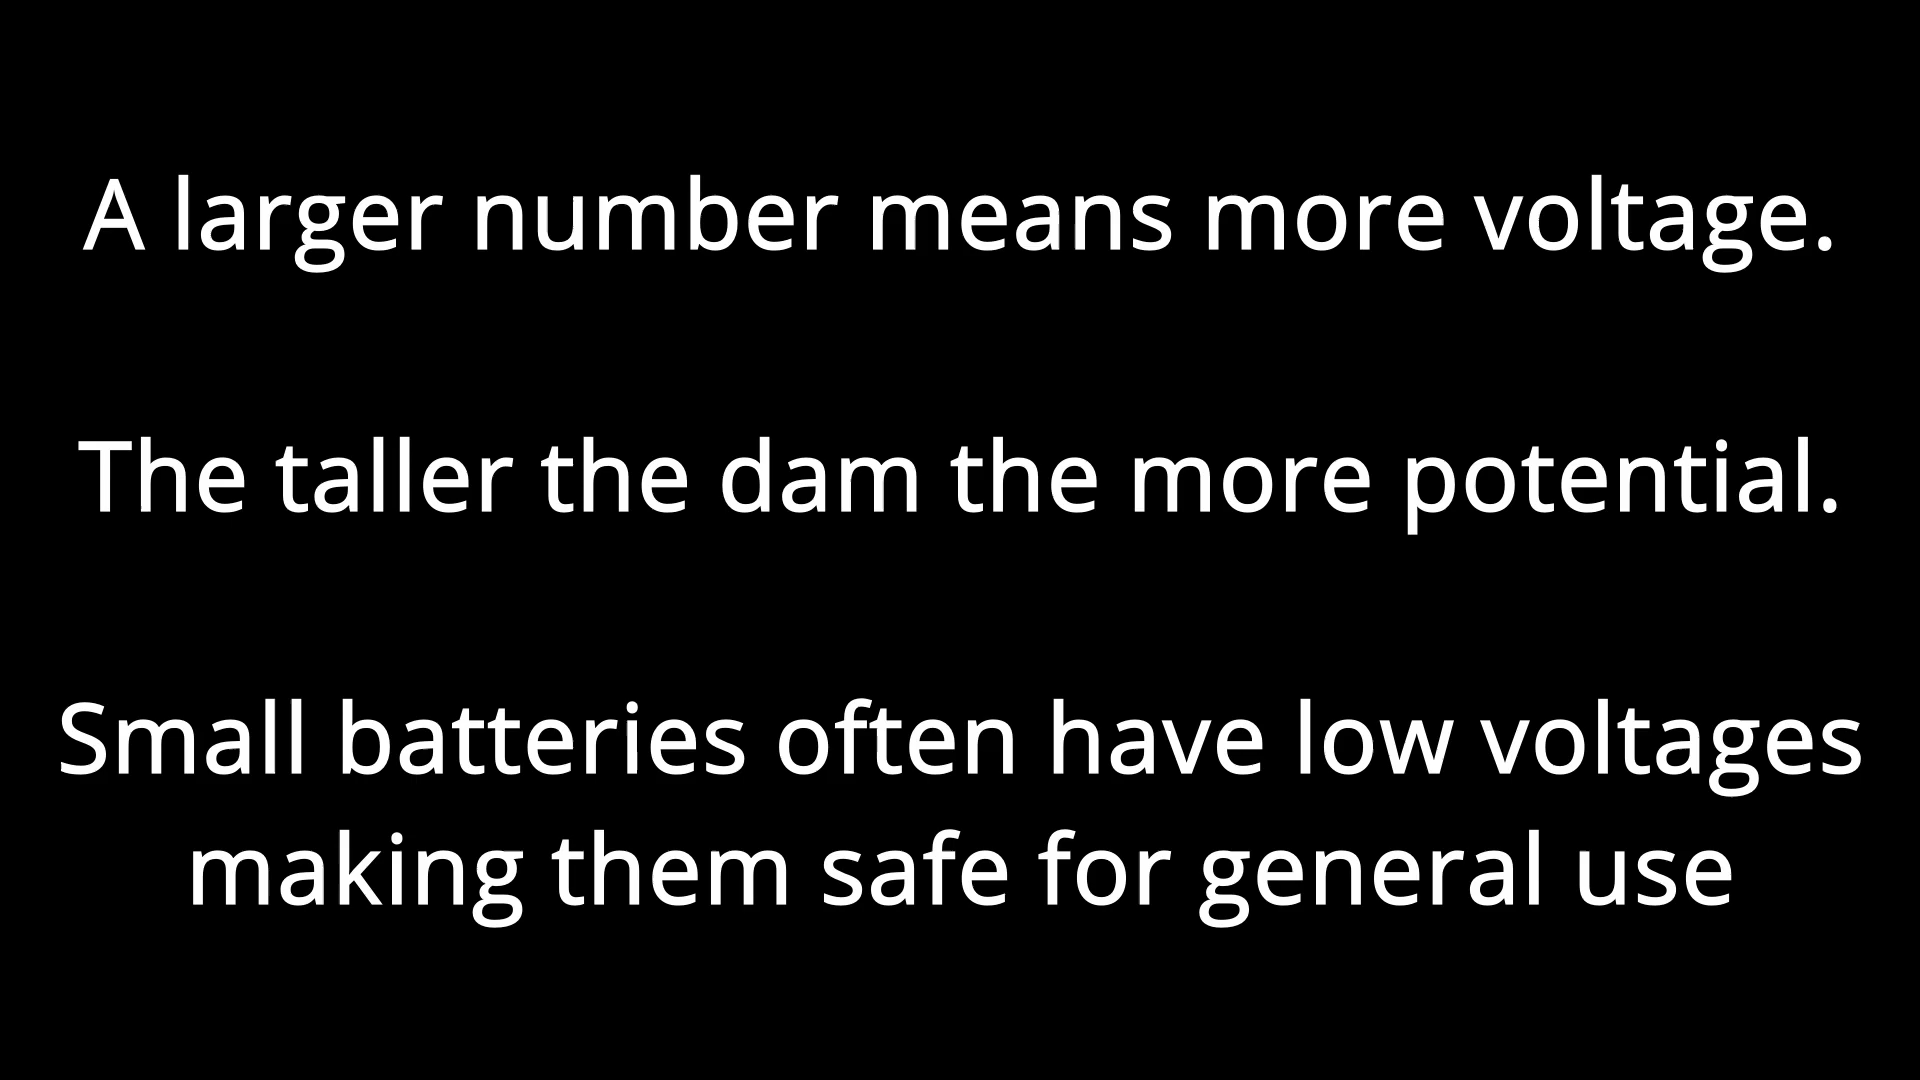 A larger number means more voltage.
The taller the dam the more potential.
Small batteries often have low voltages
making them safe for general use